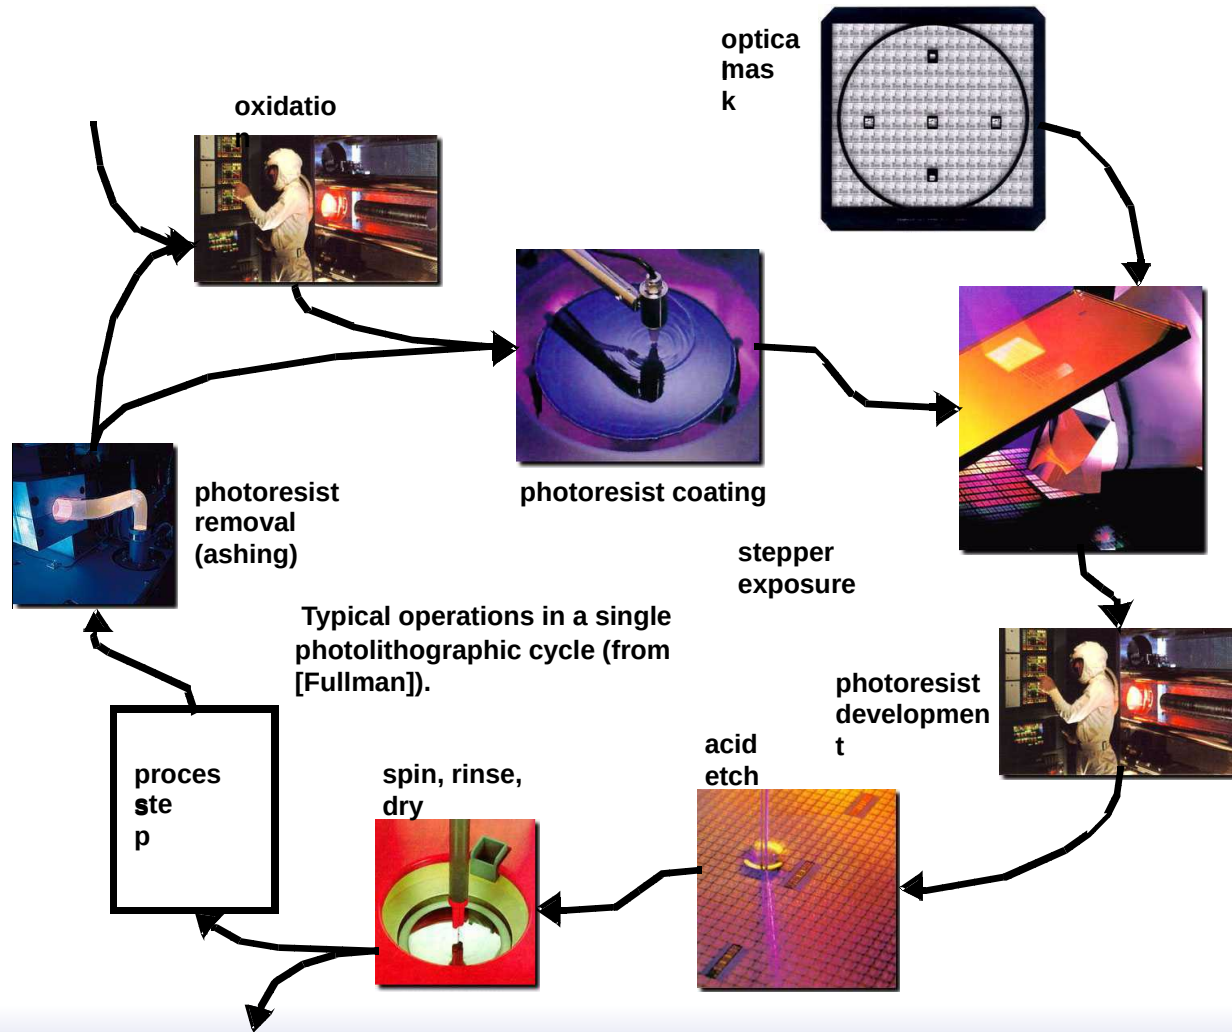 optica
l mas
k
oxidatio
n
photoresist
removal
(ashing)
photoresist coating
stepper
exposure
Typical operations in a single
photolithographic cycle (from
[Fullman]).
photoresist
developmen
t
acid
etch
spin, rinse,
dry
proces
s ste
p